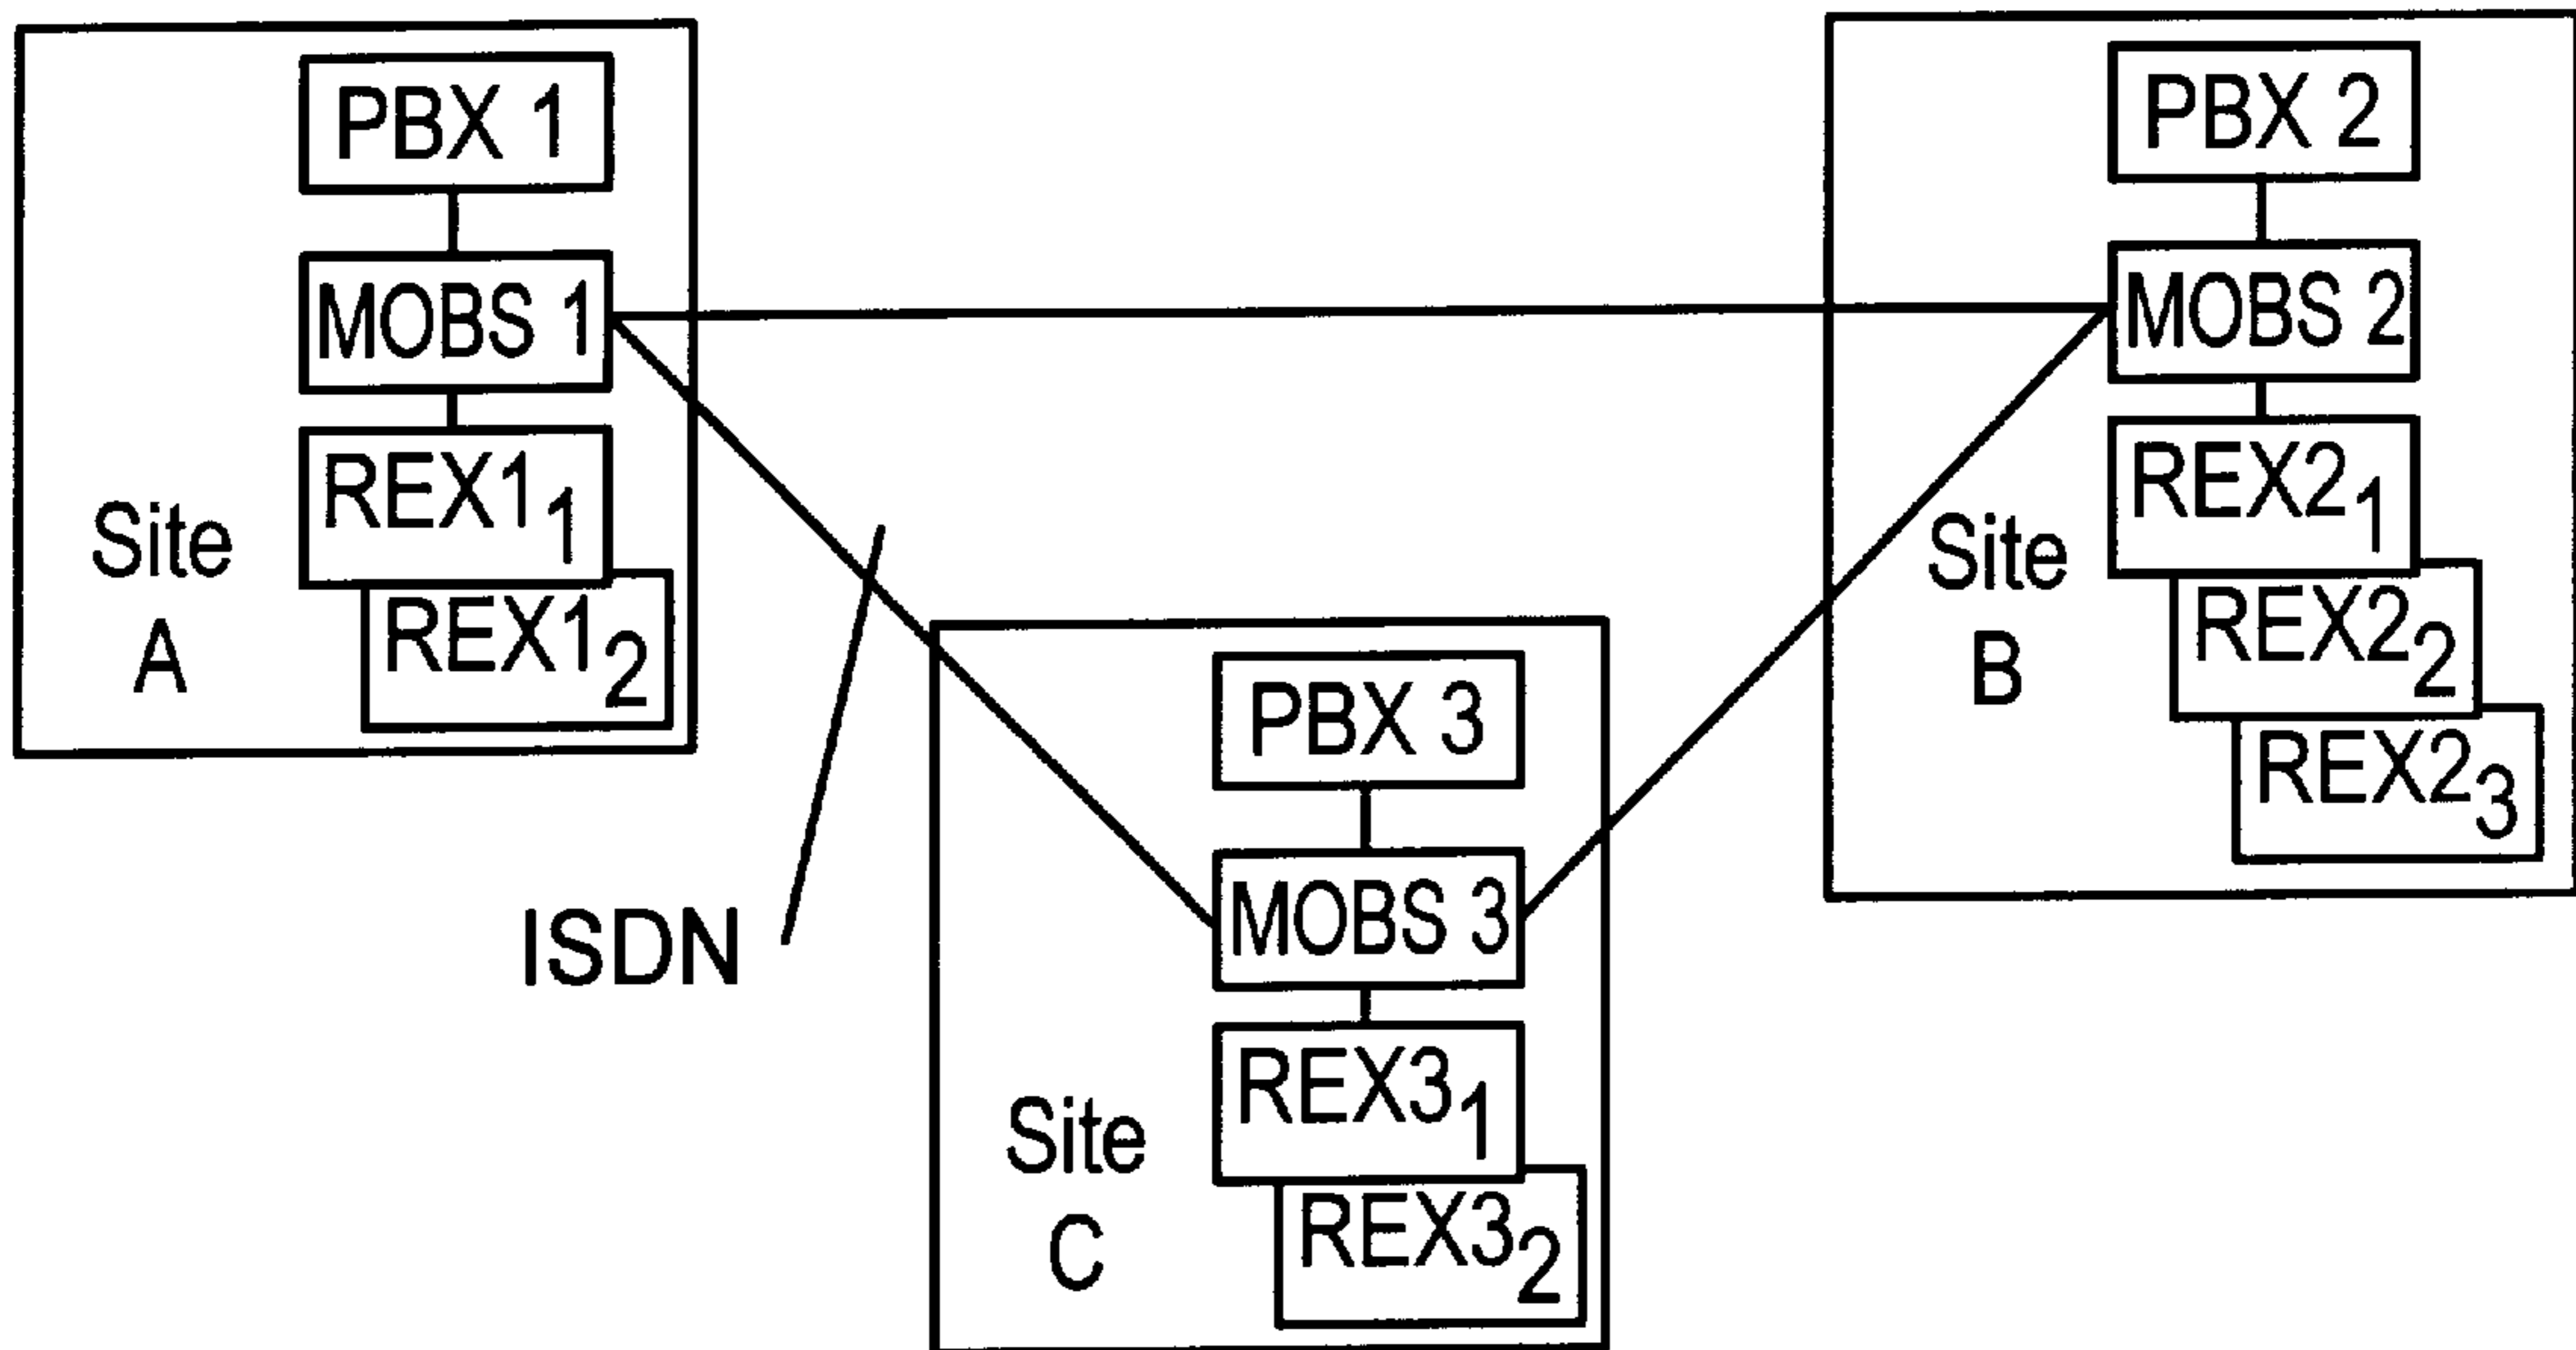 PBX 1
MOBS 1
REX1₁
REX1₂
Site
A
PBX 2
MOBS 2
REX2₁
REX2₂
REX2₃
Site
B
ISDN
PBX 3
MOBS 3
REX3₁
REX3₂
Site
C